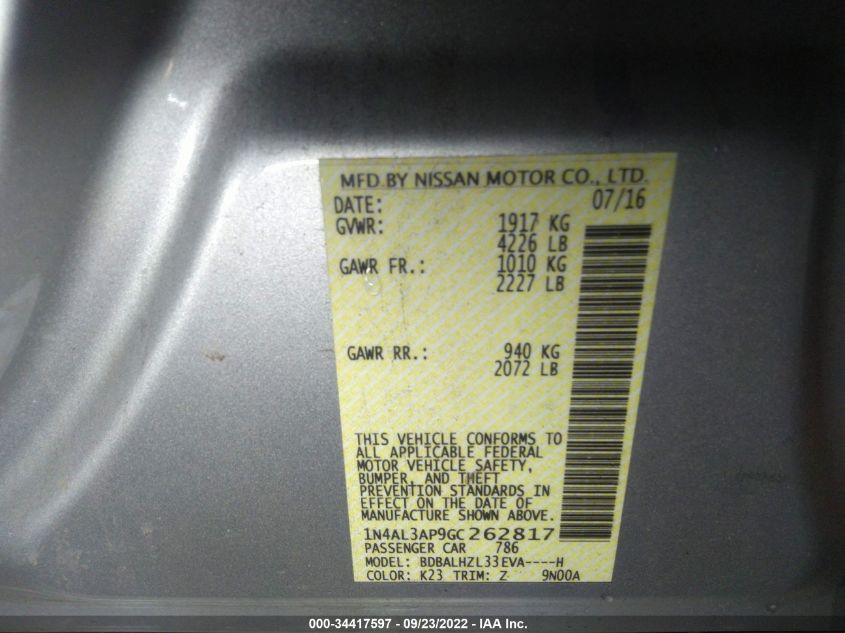 MFD BY NISSAN MOTOR CO., LTD.
DATE: 07/16
GVWR: 1917 KG
4226 LB
GAWR FR.: 1010 KG
2227 LB
GAWR RR.: 940 KG
2072 LB
THIS VEHICLE CONFORMS TO
ALL APPLICABLE FEDERAL
MOTOR VEHICLE SAFETY,
BUMPER, AND THEFT
PREVENTION STANDARDS IN
EFFECT ON THE DATE OF
MANUFACTURE SHOWN ABOVE.
1N4AL3AP9GC262817
PASSENGER CAR 786
MODEL: BDBALHZL33EVA----H
COLOR: K23 TRIM: Z 9N00A
000-34417597 - 09/23/2022 - IAA Inc.